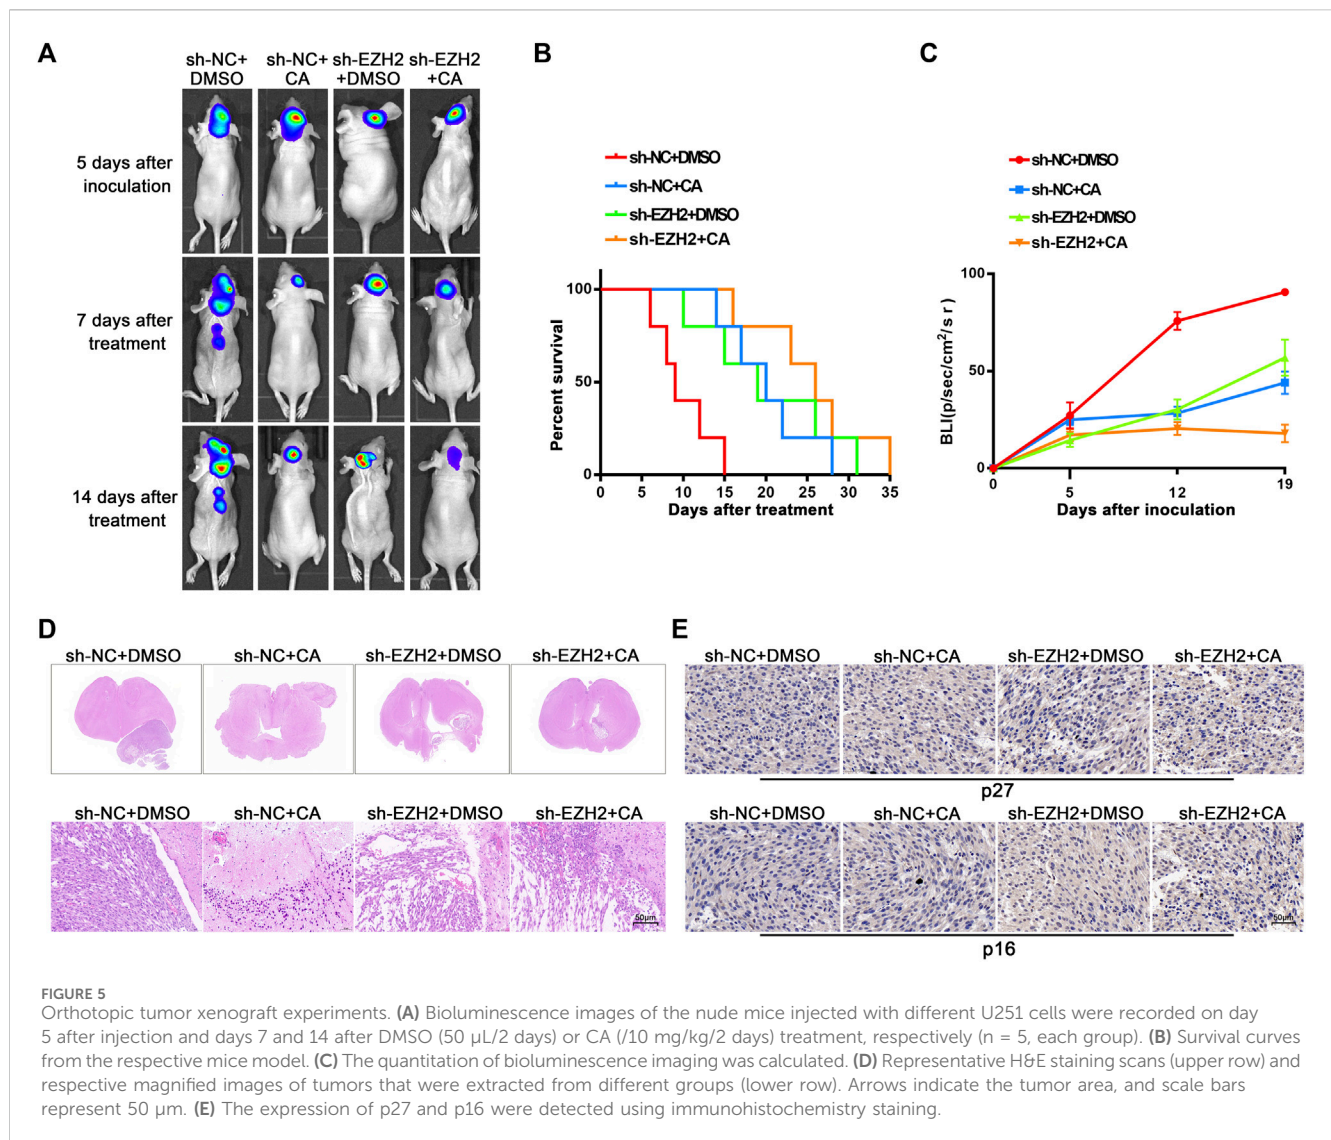 A
sh-NC+ sh-NC+ sh-EZH2 sh-EZH2
DMSO CA +DMSO +CA
5 days after
inoculation
7 days after
treatment
14 days after
treatment
B
sh-NC+DMSO
sh-NC+CA
sh-EZH2+DMSO
sh-EZH2+CA
Percent survival
100
50
0
0 5 10 15 20 25 30 35
Days after treatment
C
sh-NC+DMSO
sh-NC+CA
sh-EZH2+DMSO
sh-EZH2+CA
BLI(p/sec/cm²/s r)
100
50
0
0 5 12 19
Days after inoculation
D
sh-NC+DMSO sh-NC+CA sh-EZH2+DMSO sh-EZH2+CA
sh-NC+DMSO sh-NC+CA sh-EZH2+DMSO sh-EZH2+CA
50μm
E
sh-NC+DMSO sh-NC+CA sh-EZH2+DMSO sh-EZH2+CA
p27
sh-NC+DMSO sh-NC+CA sh-EZH2+DMSO sh-EZH2+CA
50μm
p16
FIGURE 5
Orthotopic tumor xenograft experiments. (A) Bioluminescence images of the nude mice injected with different U251 cells were recorded on day
5 after injection and days 7 and 14 after DMSO (50 μL/2 days) or CA (/10 mg/kg/2 days) treatment, respectively (n = 5, each group). (B) Survival curves
from the respective mice model. (C) The quantitation of bioluminescence imaging was calculated. (D) Representative H&E staining scans (upper row) and
respective magnified images of tumors that were extracted from different groups (lower row). Arrows indicate the tumor area, and scale bars
represent 50 μm. (E) The expression of p27 and p16 were detected using immunohistochemistry staining.